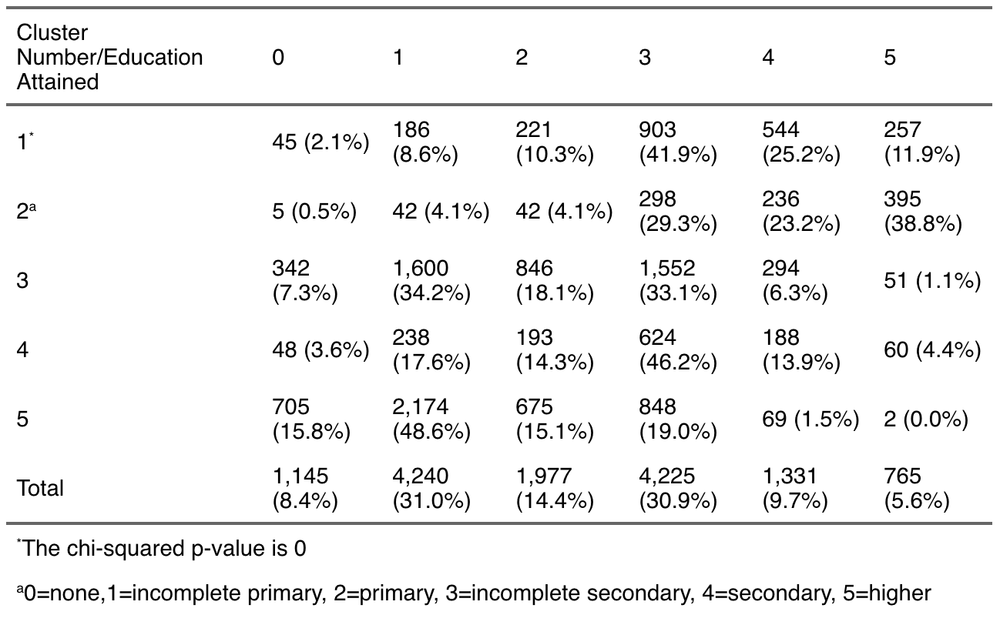 Cluster
Number/Education 0 1 2 3 4 5
Attained
1* 45 (2.1%) 186 (8.6%) 221 (10.3%) 903 (41.9%) 544 (25.2%) 257 (11.9%)
2a 5 (0.5%) 42 (4.1%) 42 (4.1%) 298 (29.3%) 236 (23.2%) 395 (38.8%)
3 342 (7.3%) 1,600 (34.2%) 846 (18.1%) 1,552 (33.1%) 294 (6.3%) 51 (1.1%)
4 48 (3.6%) 238 (17.6%) 193 (14.3%) 624 (46.2%) 188 (13.9%) 60 (4.4%)
5 705 (15.8%) 2,174 (48.6%) 675 (15.1%) 848 (19.0%) 69 (1.5%) 2 (0.0%)
Total 1,145 (8.4%) 4,240 (31.0%) 1,977 (14.4%) 4,225 (30.9%) 1,331 (9.7%) 765 (5.6%)
*The chi-squared p-value is 0
a0=none,1=incomplete primary, 2=primary, 3=incomplete secondary, 4=secondary, 5=higher